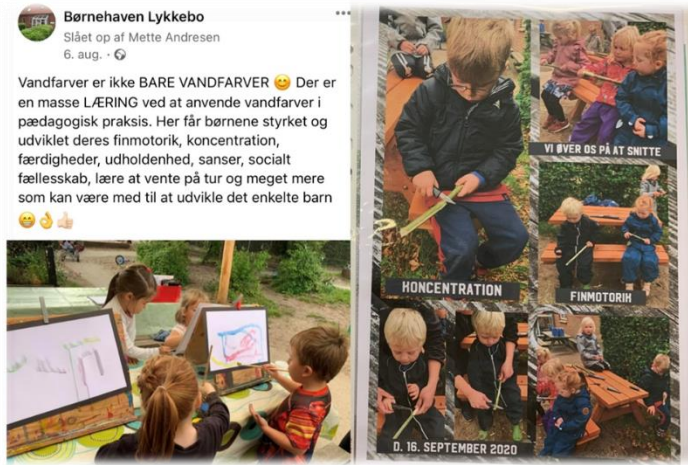 Børnehaven Lykkebo
Slået op af Mette Andresen
6. aug.
Vandfarver er ikke BARE VANDFARVER 😊 Der er
en masse LÆRING ved at anvende vandfarver i
pædagogisk praksis. Her får børnene styrket og
udviklet deres finmotorik, koncentration,
færdigheder, udholdenhed, sanser, socialt
fællesskab, lære at vente på tur og meget mere
som kan være med til at udvikle det enkelte barn
😁👌👍
KONCENTRATION
VI ØVER OS PÅ AT SNITTE
FINMOTORIK
D. 16. SEPTEMBER 2020